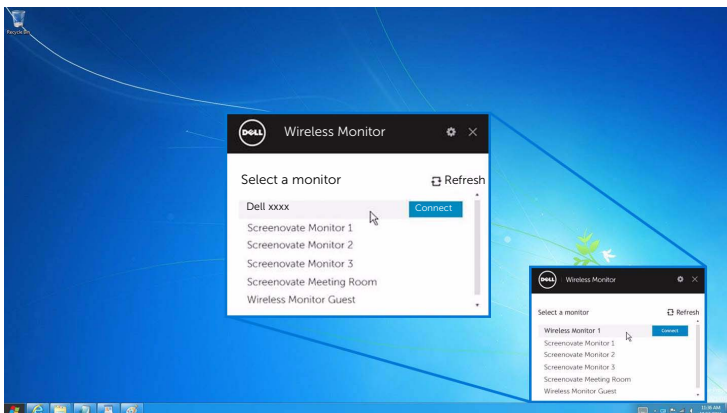 Recycle Bin
DELL
Wireless Monitor
Select a monitor
Refresh
Dell xxxx
Connect
Screenovate Monitor 1
Screenovate Monitor 2
Screenovate Monitor 3
Screenovate Meeting Room
Wireless Monitor Guest
DELL
Wireless Monitor
Select a monitor
Refresh
Wireless Monitor 1
Connect
Screenovate Monitor 1
Screenovate Monitor 2
Screenovate Monitor 3
Screenovate Meeting Room
Wireless Monitor Guest